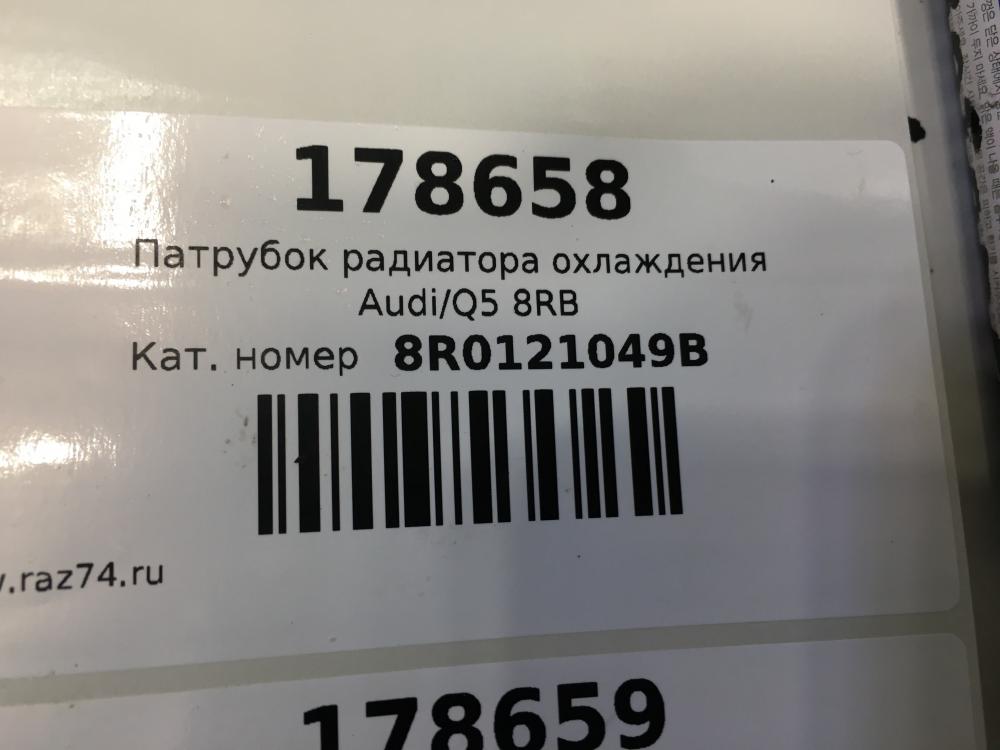 178658
Патрубок радиатора охлаждения
Audi/Q5 8RB
Кат. номер 8R0121049B
.raz74.ru
178659